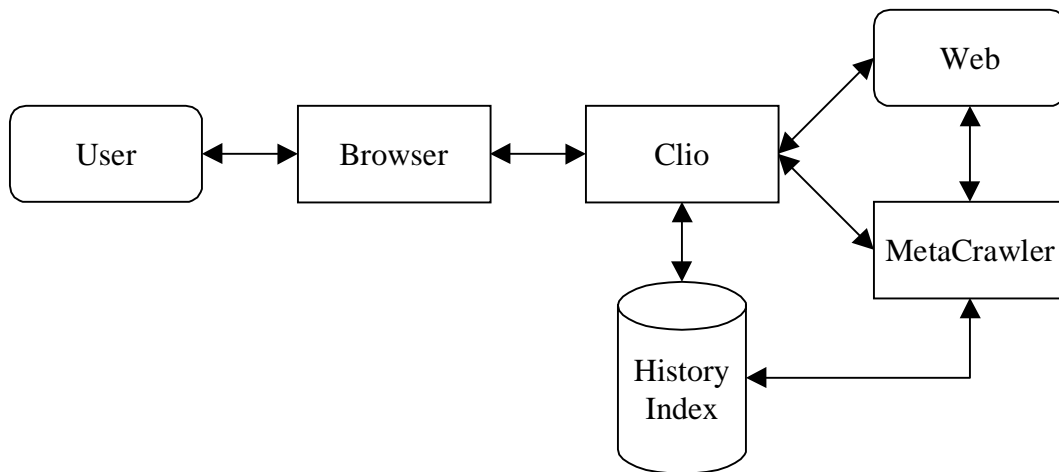 Web
User
Browser
Clio
MetaCrawler
History
Index